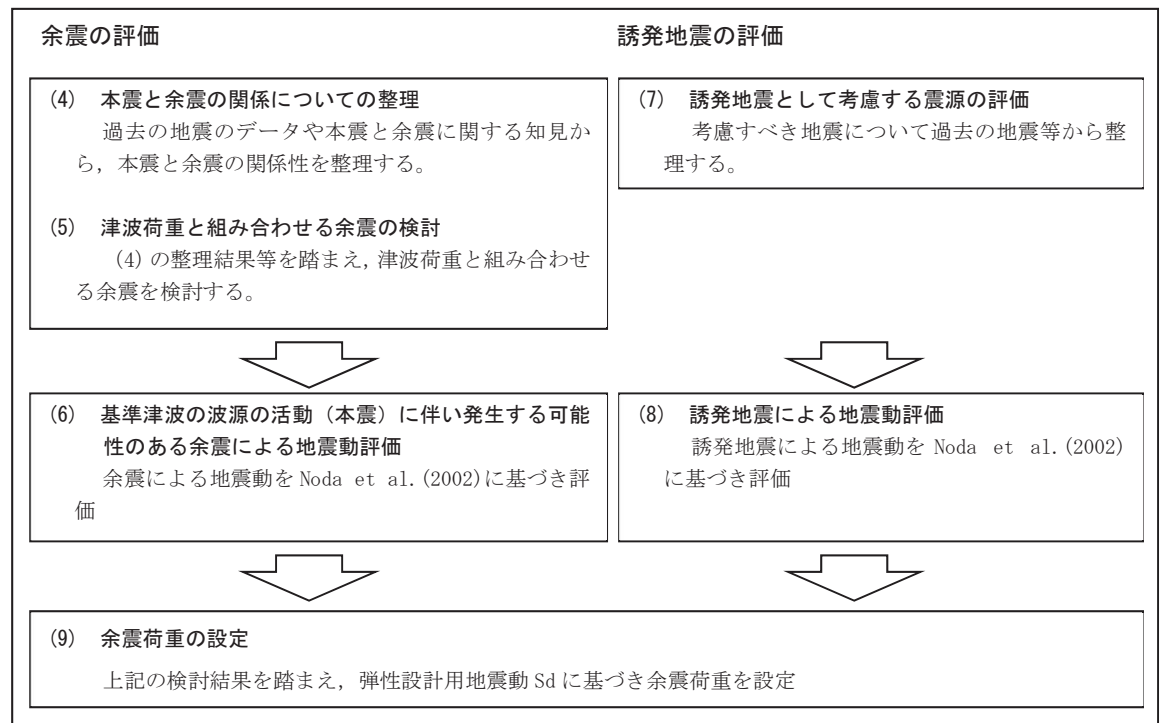 余震の評価
(4) 本震と余震の関係についての整理
過去の地震のデータや本震と余震に関する知見か
ら，本震と余震の関係性を整理する。
(5) 津波荷重と組み合わせる余震の検討
(4)の整理結果等を踏まえ，津波荷重と組み合わせ
る余震を検討する。
(6) 基準津波の波源の活動（本震）に伴い発生する可能
性のある余震による地震動評価
余震による地震動を Noda et al.(2002)に基づき評
価
誘発地震の評価
(7) 誘発地震として考慮する震源の評価
考慮すべき地震について過去の地震等から整
理する。
(8) 誘発地震による地震動評価
誘発地震による地震動を Noda et al.(2002)
に基づき評価
(9) 余震荷重の設定
上記の検討結果を踏まえ，弾性設計用地震動 Sd に基づき余震荷重を設定